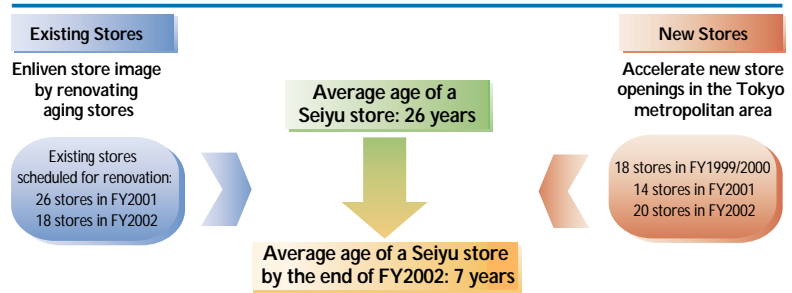 Existing Stores
Enliven store image
by renovating
aging stores
Existing stores
scheduled for renovation:
26 stores in FY2001
18 stores in FY2002
Average age of a
Seiyu store: 26 years
Average age of a Seiyu store
by the end of FY2002: 7 years
New Stores
Accelerate new store
openings in the Tokyo
metropolitan area
18 stores in FY1999/2000
14 stores in FY2001
20 stores in FY2002